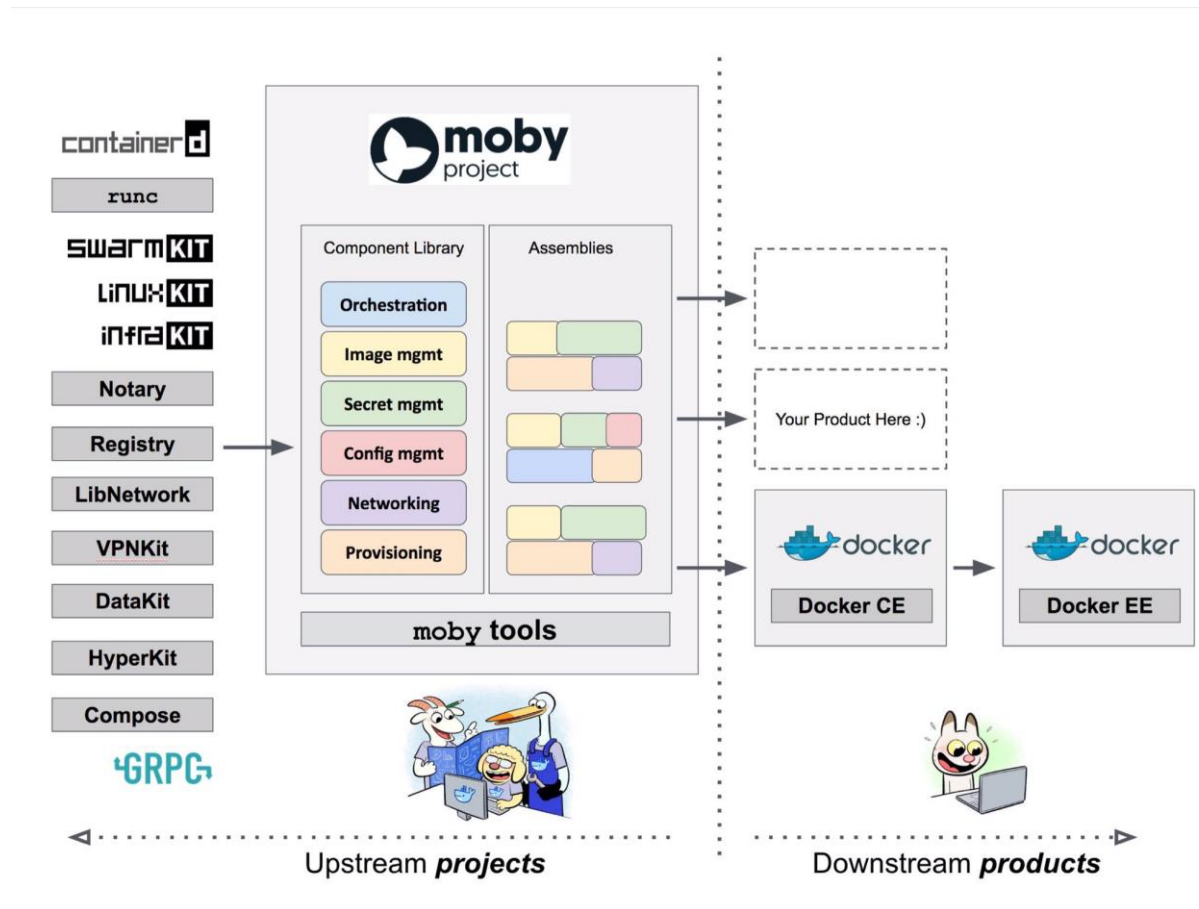 containerd
runc
swarmKIT
LinuxKIT
infraKIT
Notary
Registry
LibNetwork
VPNKit
DataKit
HyperKit
Compose
GRPC
moby
project
Component Library
Orchestration
Image mgmt
Secret mgmt
Config mgmt
Networking
Provisioning
Assemblies
moby tools
Your Product Here :)
docker
Docker CE
docker
Docker EE
Upstream projects
Downstream products